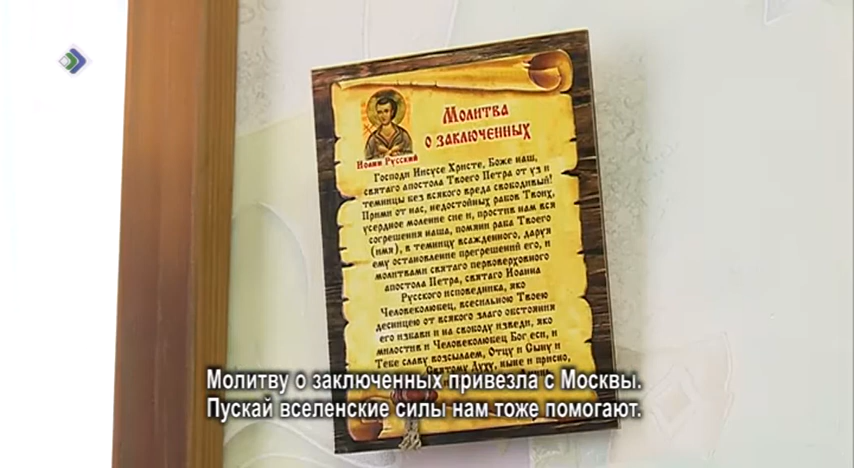 Молитва
о заключенных
Иоанн Русский
Господи Иисусе Христе, Боже наш,
святаго апостола Твоего Петра от уз и
темницы без всякого вреда свободивый!
Приими от нас, недостойных рабов Твоих,
усердное моление сие и, простив нам вся
согрешения наша, помяни раба Твоего
(имя), в темницу всажденного, даруя
ему остановление прегрешений его, и
молитвами святаго первоверховного
апостола Петра, святаго Иоанна
Русского исповедника, яко
Человеколюбец, всесильною Твоею
десницею от всякого злаго обстояния
его избави и на свободу изведи, яко
милостив и Человеколюбец Бог еси, и
Тебе славу возсылаем, Отцу и Сыну и
Святому Духу, ныне и присно,
Молитву о заключенных привезла с Москвы.
Пускай вселенские силы нам тоже помогают.